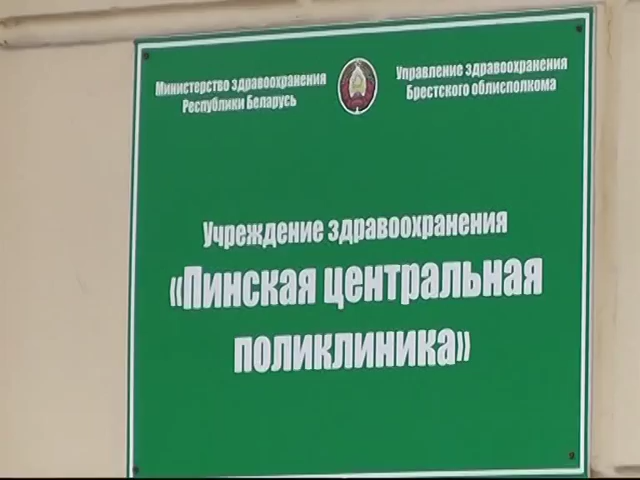 Министерство здравоохранения
Республики Беларусь
Управление здравоохранения
Брестского облисполкома
Учреждение здравоохранения
«Пинская центральная
поликлиника»